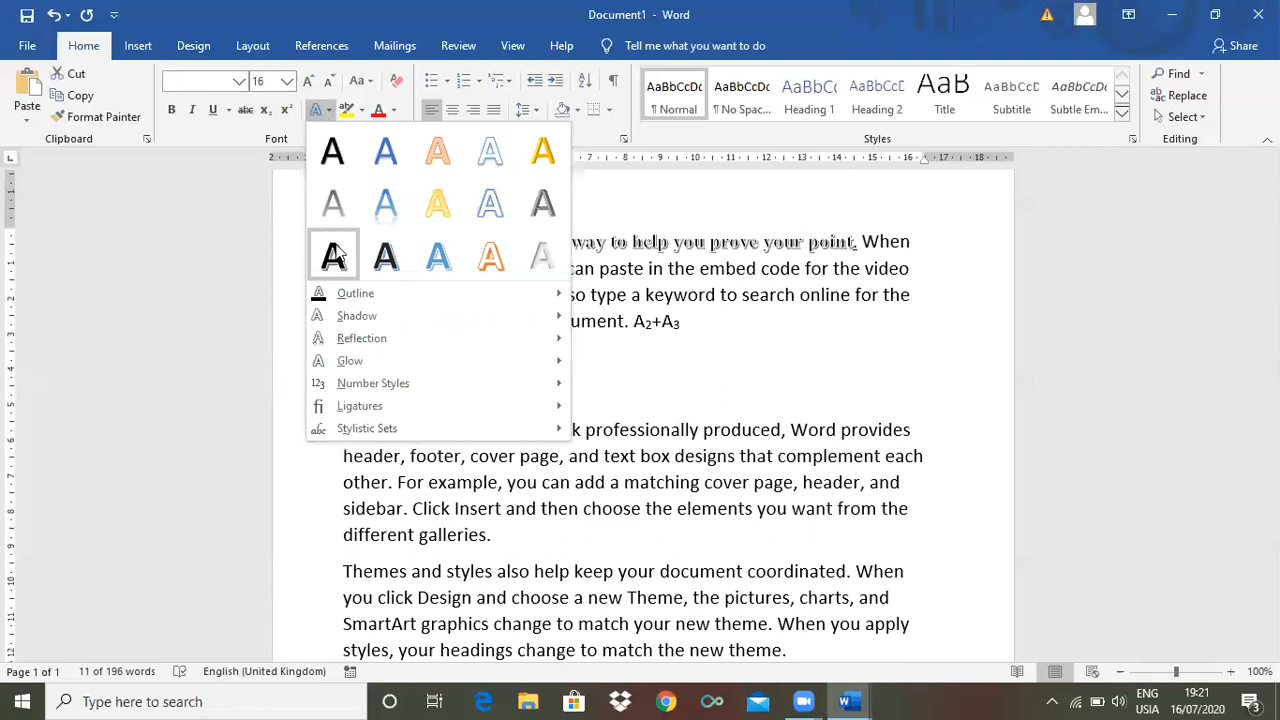 Document1 - Word
File Home Insert Design Layout References Mailings Review View Help Tell me what you want to do Share
Cut
Copy
Format Painter
Paste
Clipboard
16
Aa
B I U abc
Font
AaBbCcDc AaBbCcDc AaBbCc AaBbCc AaB AaBbCc AaBbCcDc
¶ Normal ¶ No Spac... Heading 1 Heading 2 Title Subtitle Subtle Em...
Styles
Find
Replace
Select
Editing
Outline
Shadow
Reflection
Glow
Number Styles
Ligatures
Stylistic Sets
way to help you prove your point. When
can paste in the embed code for the video
so type a keyword to search online for the
ument. A₂+A₃
k professionally produced, Word provides
header, footer, cover page, and text box designs that complement each
other. For example, you can add a matching cover page, header, and
sidebar. Click Insert and then choose the elements you want from the
different galleries.
Themes and styles also help keep your document coordinated. When
you click Design and choose a new Theme, the pictures, charts, and
SmartArt graphics change to match your new theme. When you apply
styles, your headings change to match the new theme.
Page 1 of 1 11 of 196 words English (United Kingdom) 100%
Type here to search
ENG
USIA
19:21
16/07/2020
3